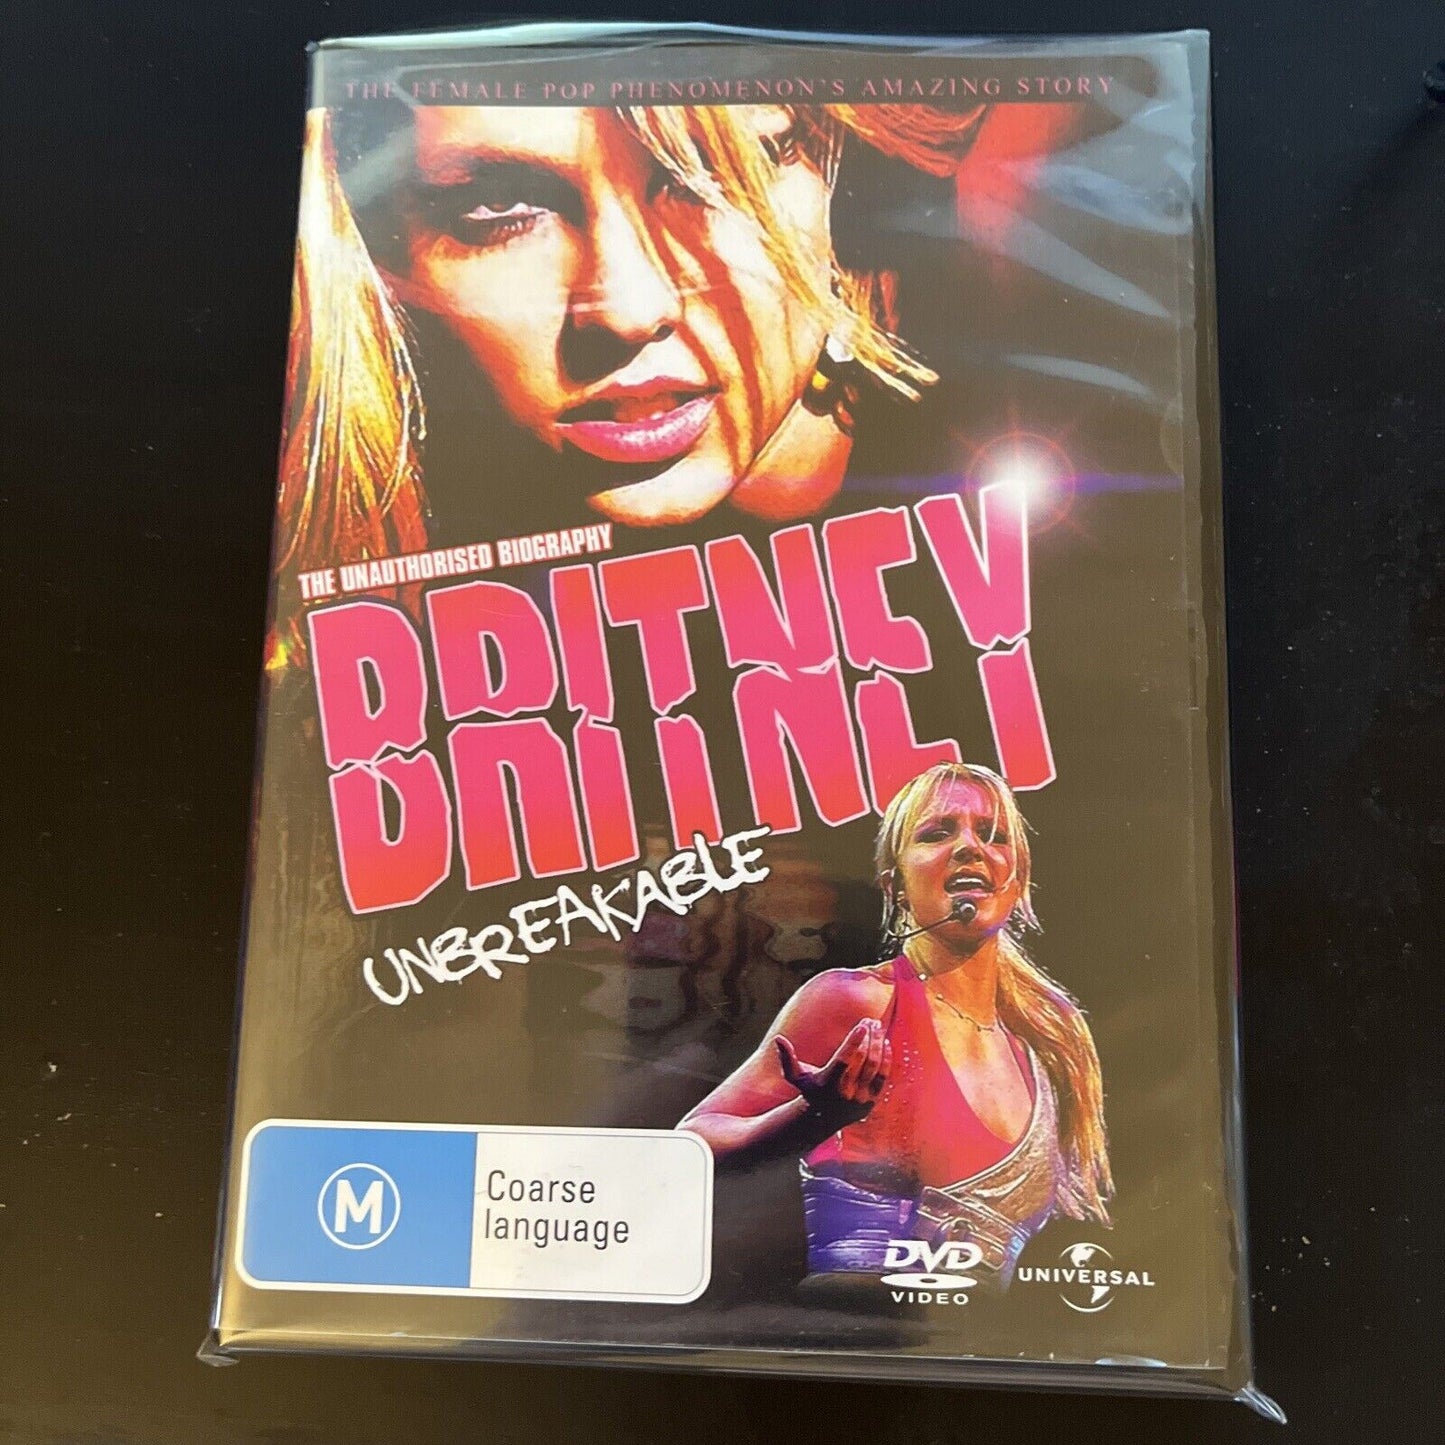 THE FEMALE POP PHENOMENON'S AMAZING STORY
THE UNAUTHORISED BIOGRAPHY
BRITNEY
UNBREAKABLE
M
Coarse
language
DVD
VIDEO
UNIVERSAL